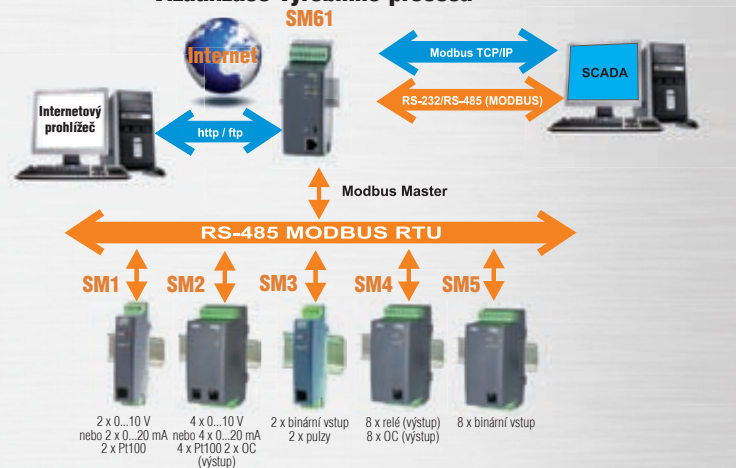 SM61
Internet
Modbus TCP/IP
SCADA
RS-232/RS-485 (MODBUS)
Internetový
prohlížeč
http / ftp
Modbus Master
RS-485 MODBUS RTU
SM1
SM2
SM3
SM4
SM5
2 x 0...10 V
nebo 2 x 0...20 mA
2 x Pt100
4 x 0...10 V
nebo 4 x 0...20 mA
4 x Pt100 2 x OC
(výstup)
2 x binární vstup
2 x pulzy
8 x relé (výstup)
8 x OC (výstup)
8 x binární vstup